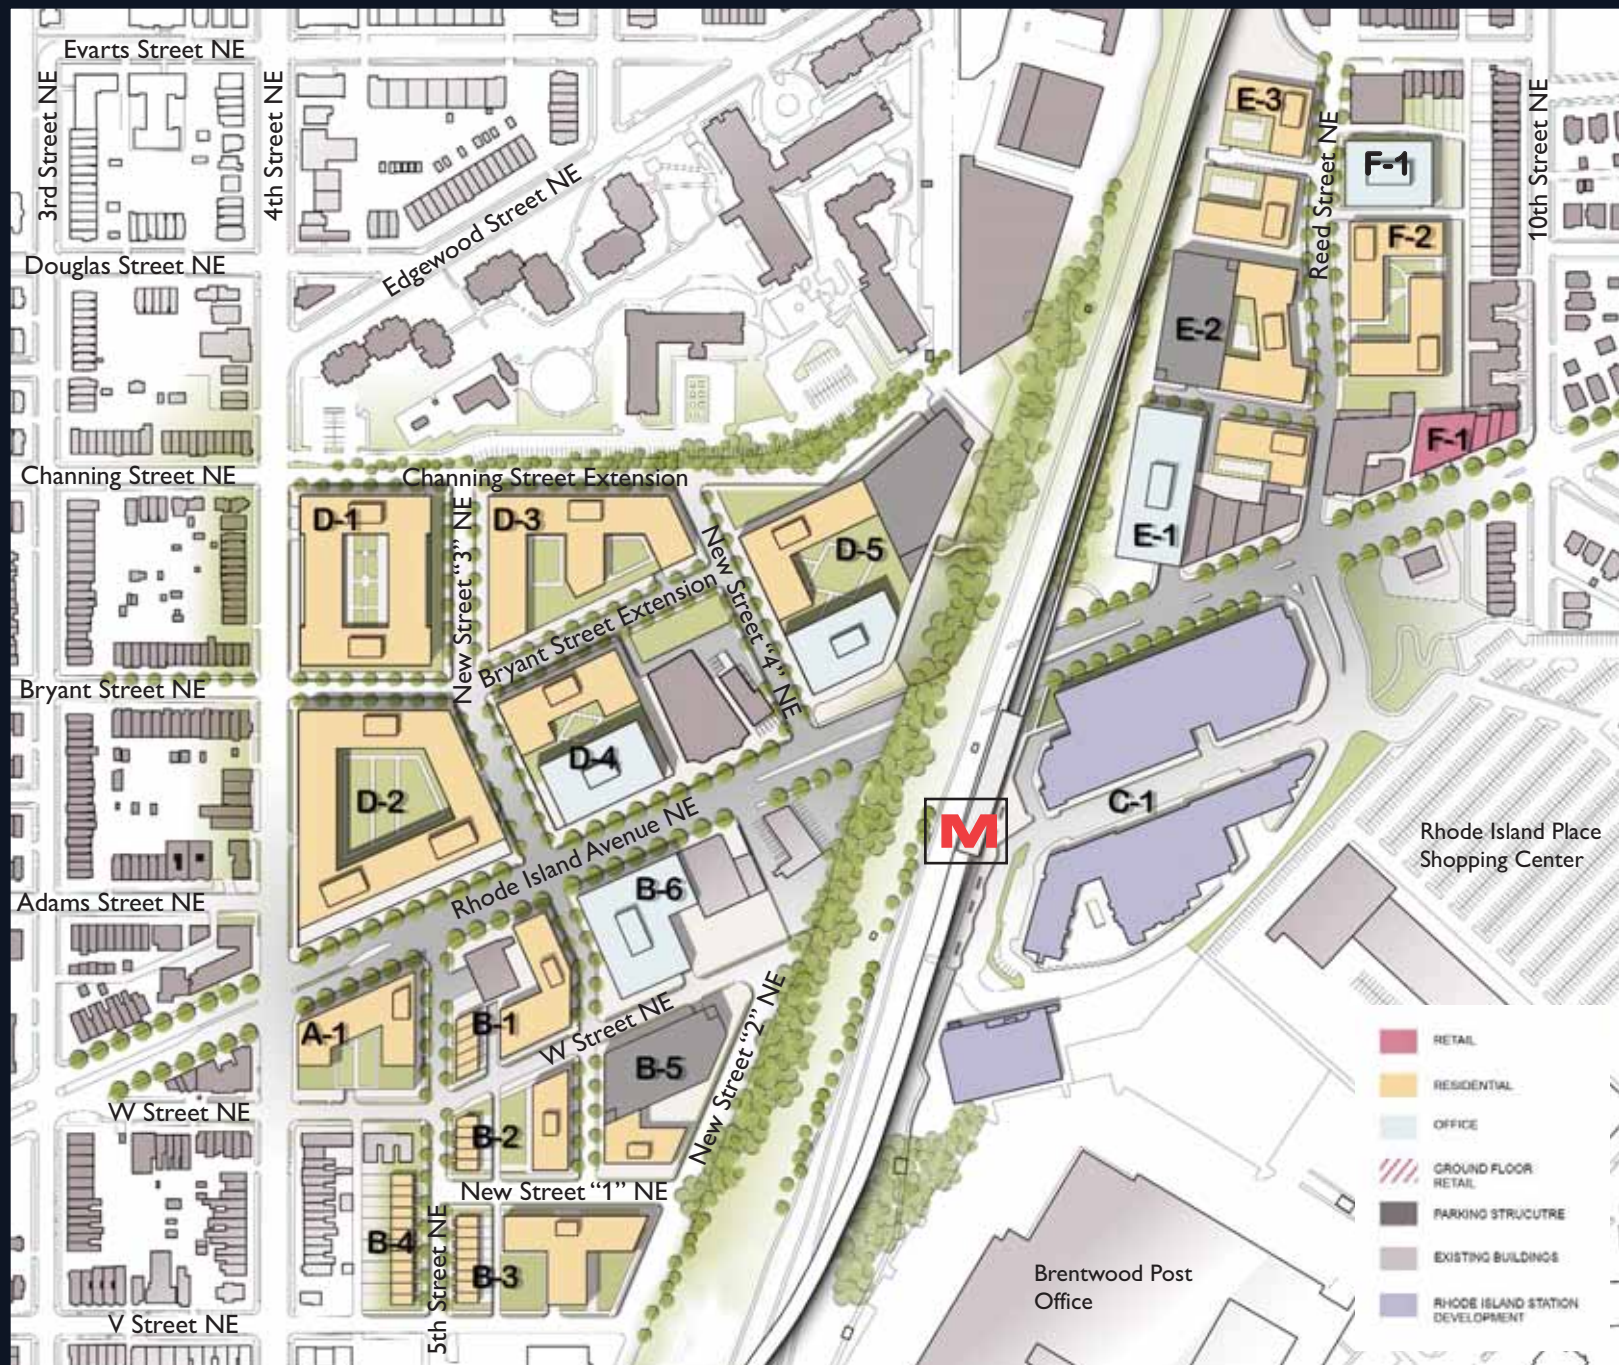 Evarts Street NE
3rd Street NE
4th Street NE
Edgewood Street NE
Douglas Street NE
E-3
Reed Street NE
F-1
10th Street NE
F-2
E-2
F-1
Channing Street NE
Channing Street Extension
D-1
New Street "3" NE
D-3
New Street "4" NE
D-5
E-1
Bryant Street Extension
Bryant Street NE
D-4
D-2
C-1
M
Rhode Island Place
Shopping Center
Rhode Island Avenue NE
B-6
Adams Street NE
New Street "2" NE
A-1
B-1
W Street NE
B-5
W Street NE
B-2
New Street "1" NE
B-4
5th Street NE
B-3
V Street NE
Brentwood Post
Office
RETAIL
RESIDENTIAL
OFFICE
GROUND FLOOR
RETAIL
PARKING STRUCUTRE
EXISTING BUILDINGS
RHODE ISLAND STATION
DEVELOPMENT